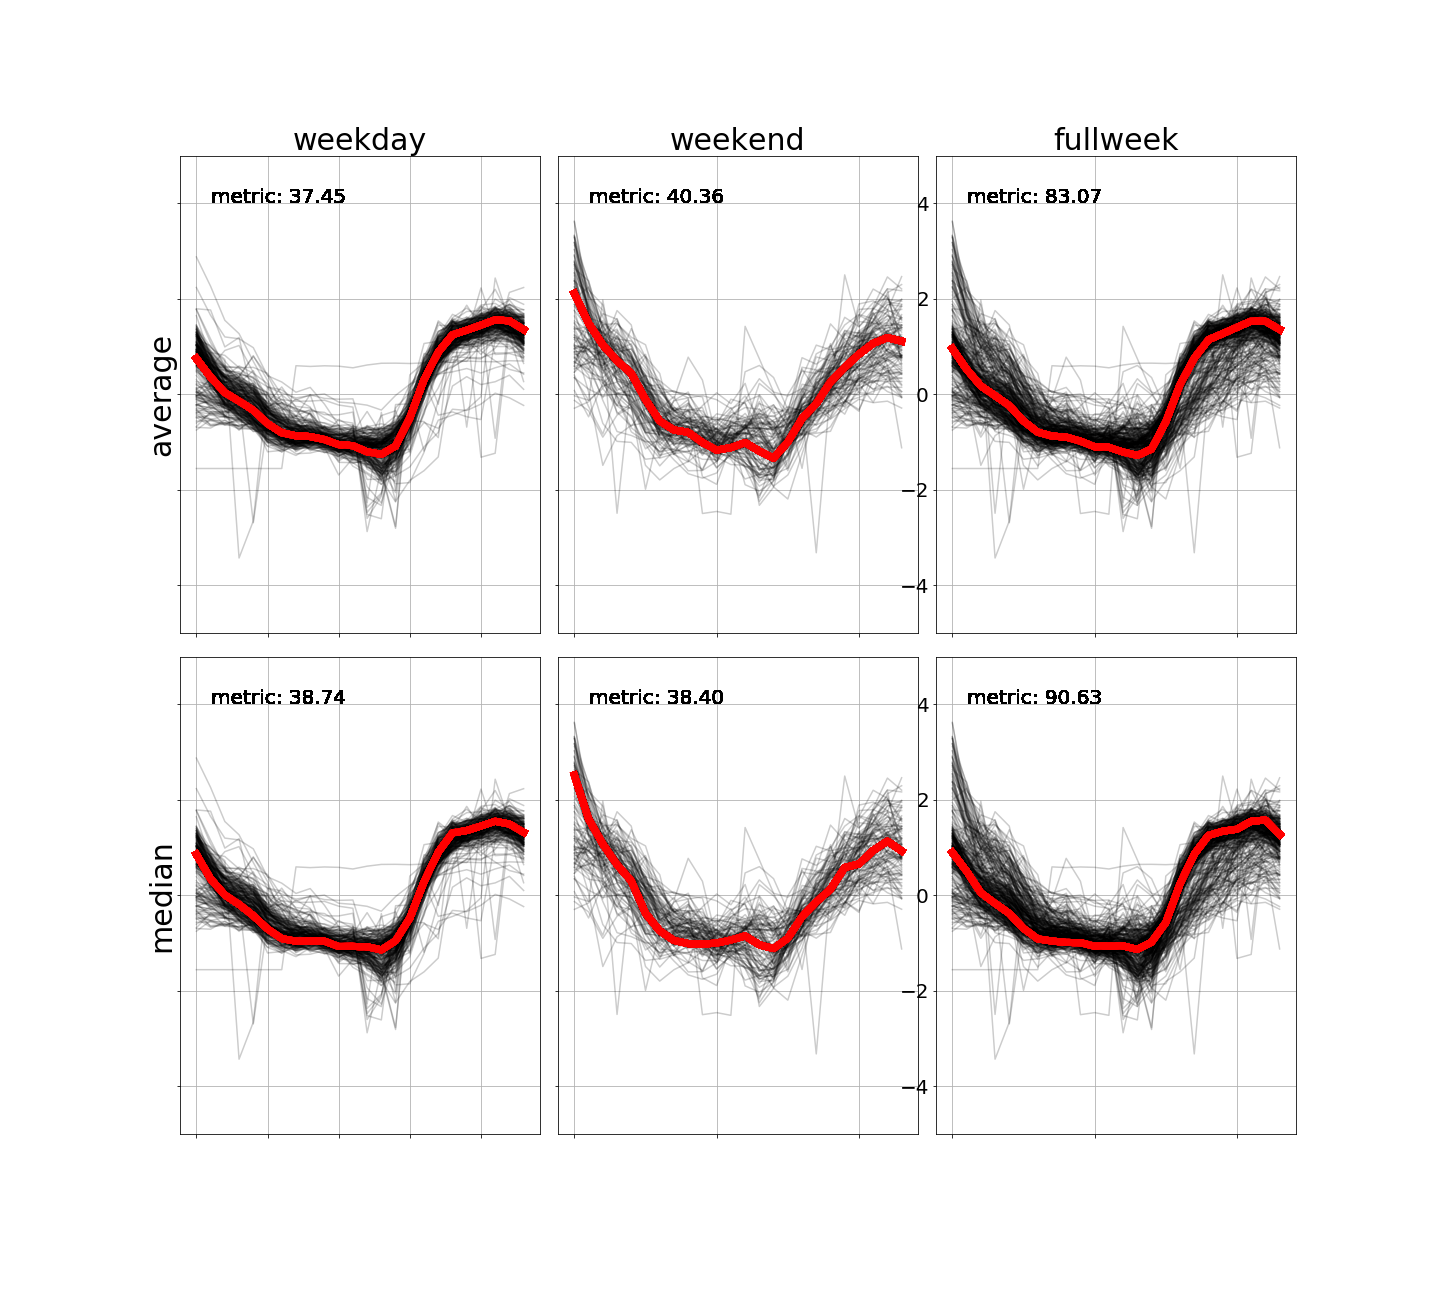 weekday
weekend
fullweek
metric: 37.45
metric: 40.36
metric: 83.07
average
4
2
0
−2
−4
metric: 38.74
metric: 38.40
metric: 90.63
median
4
2
0
−2
−4